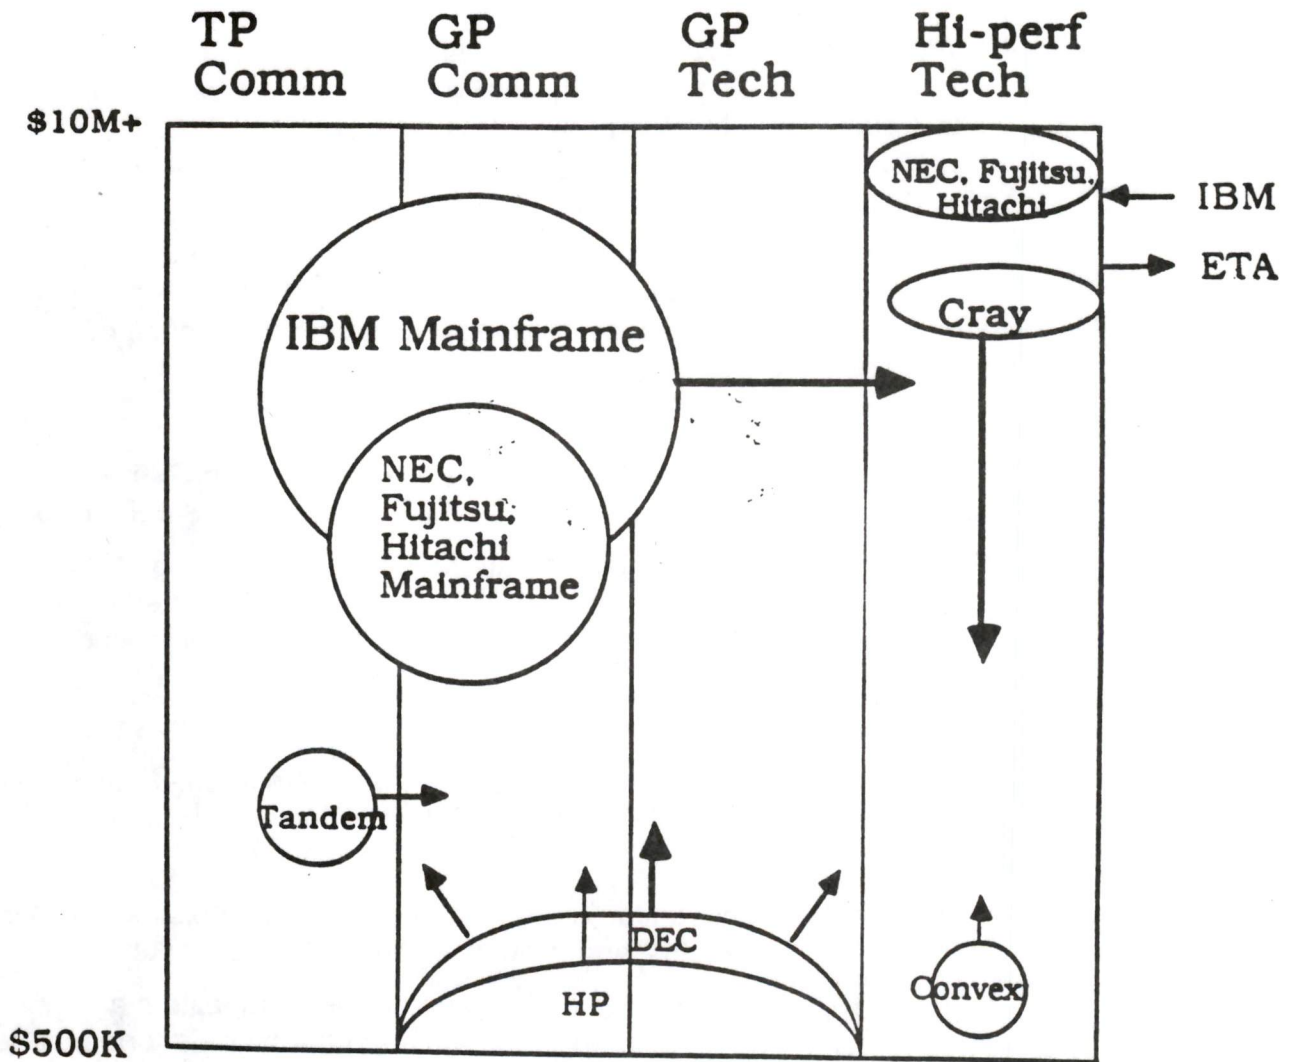 TP
Comm
GP
Comm
GP
Tech
Hi-perf
Tech
$10M+
NEC, Fujitsu,
Hitachi
IBM
ETA
Cray
IBM Mainframe
NEC,
Fujitsu,
Hitachi
Mainframe
Tandem
DEC
HP
Convex
$500K